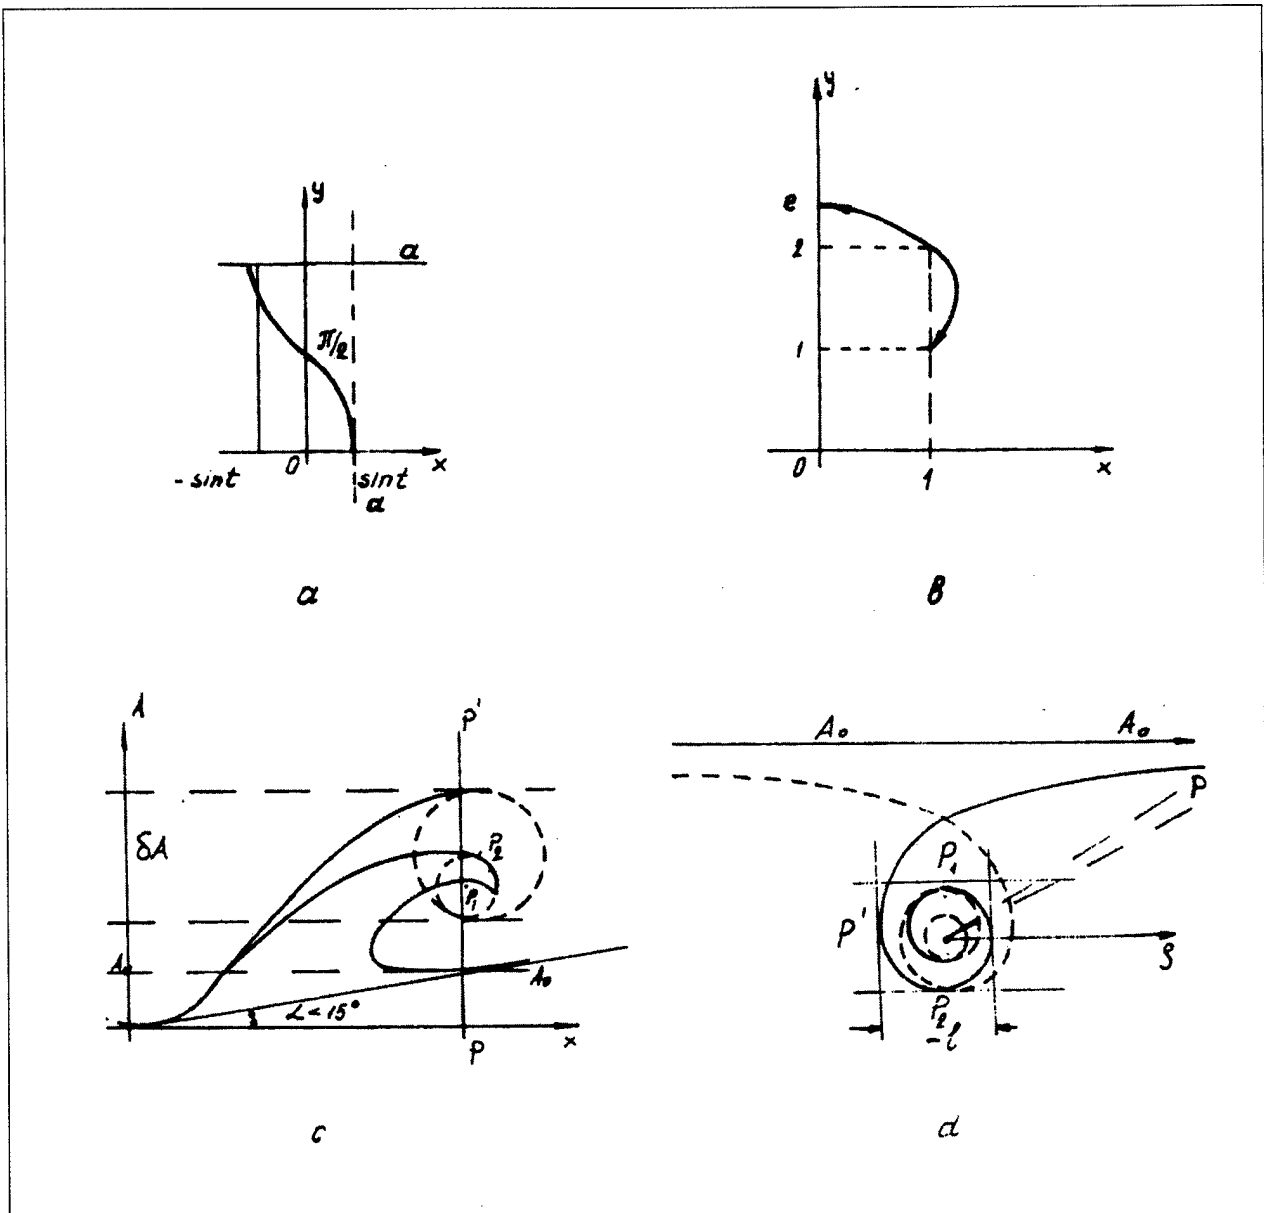 y
a
π/2
0
x
- sint
sint
a
a
y
e
2
1
0
1
x
в
A
P'
δA
P₂
P₁
A₀
A₀
α<15°
x
P
c
A₀
A₀
P
P₁
P'
ρ
P₂
-l
d